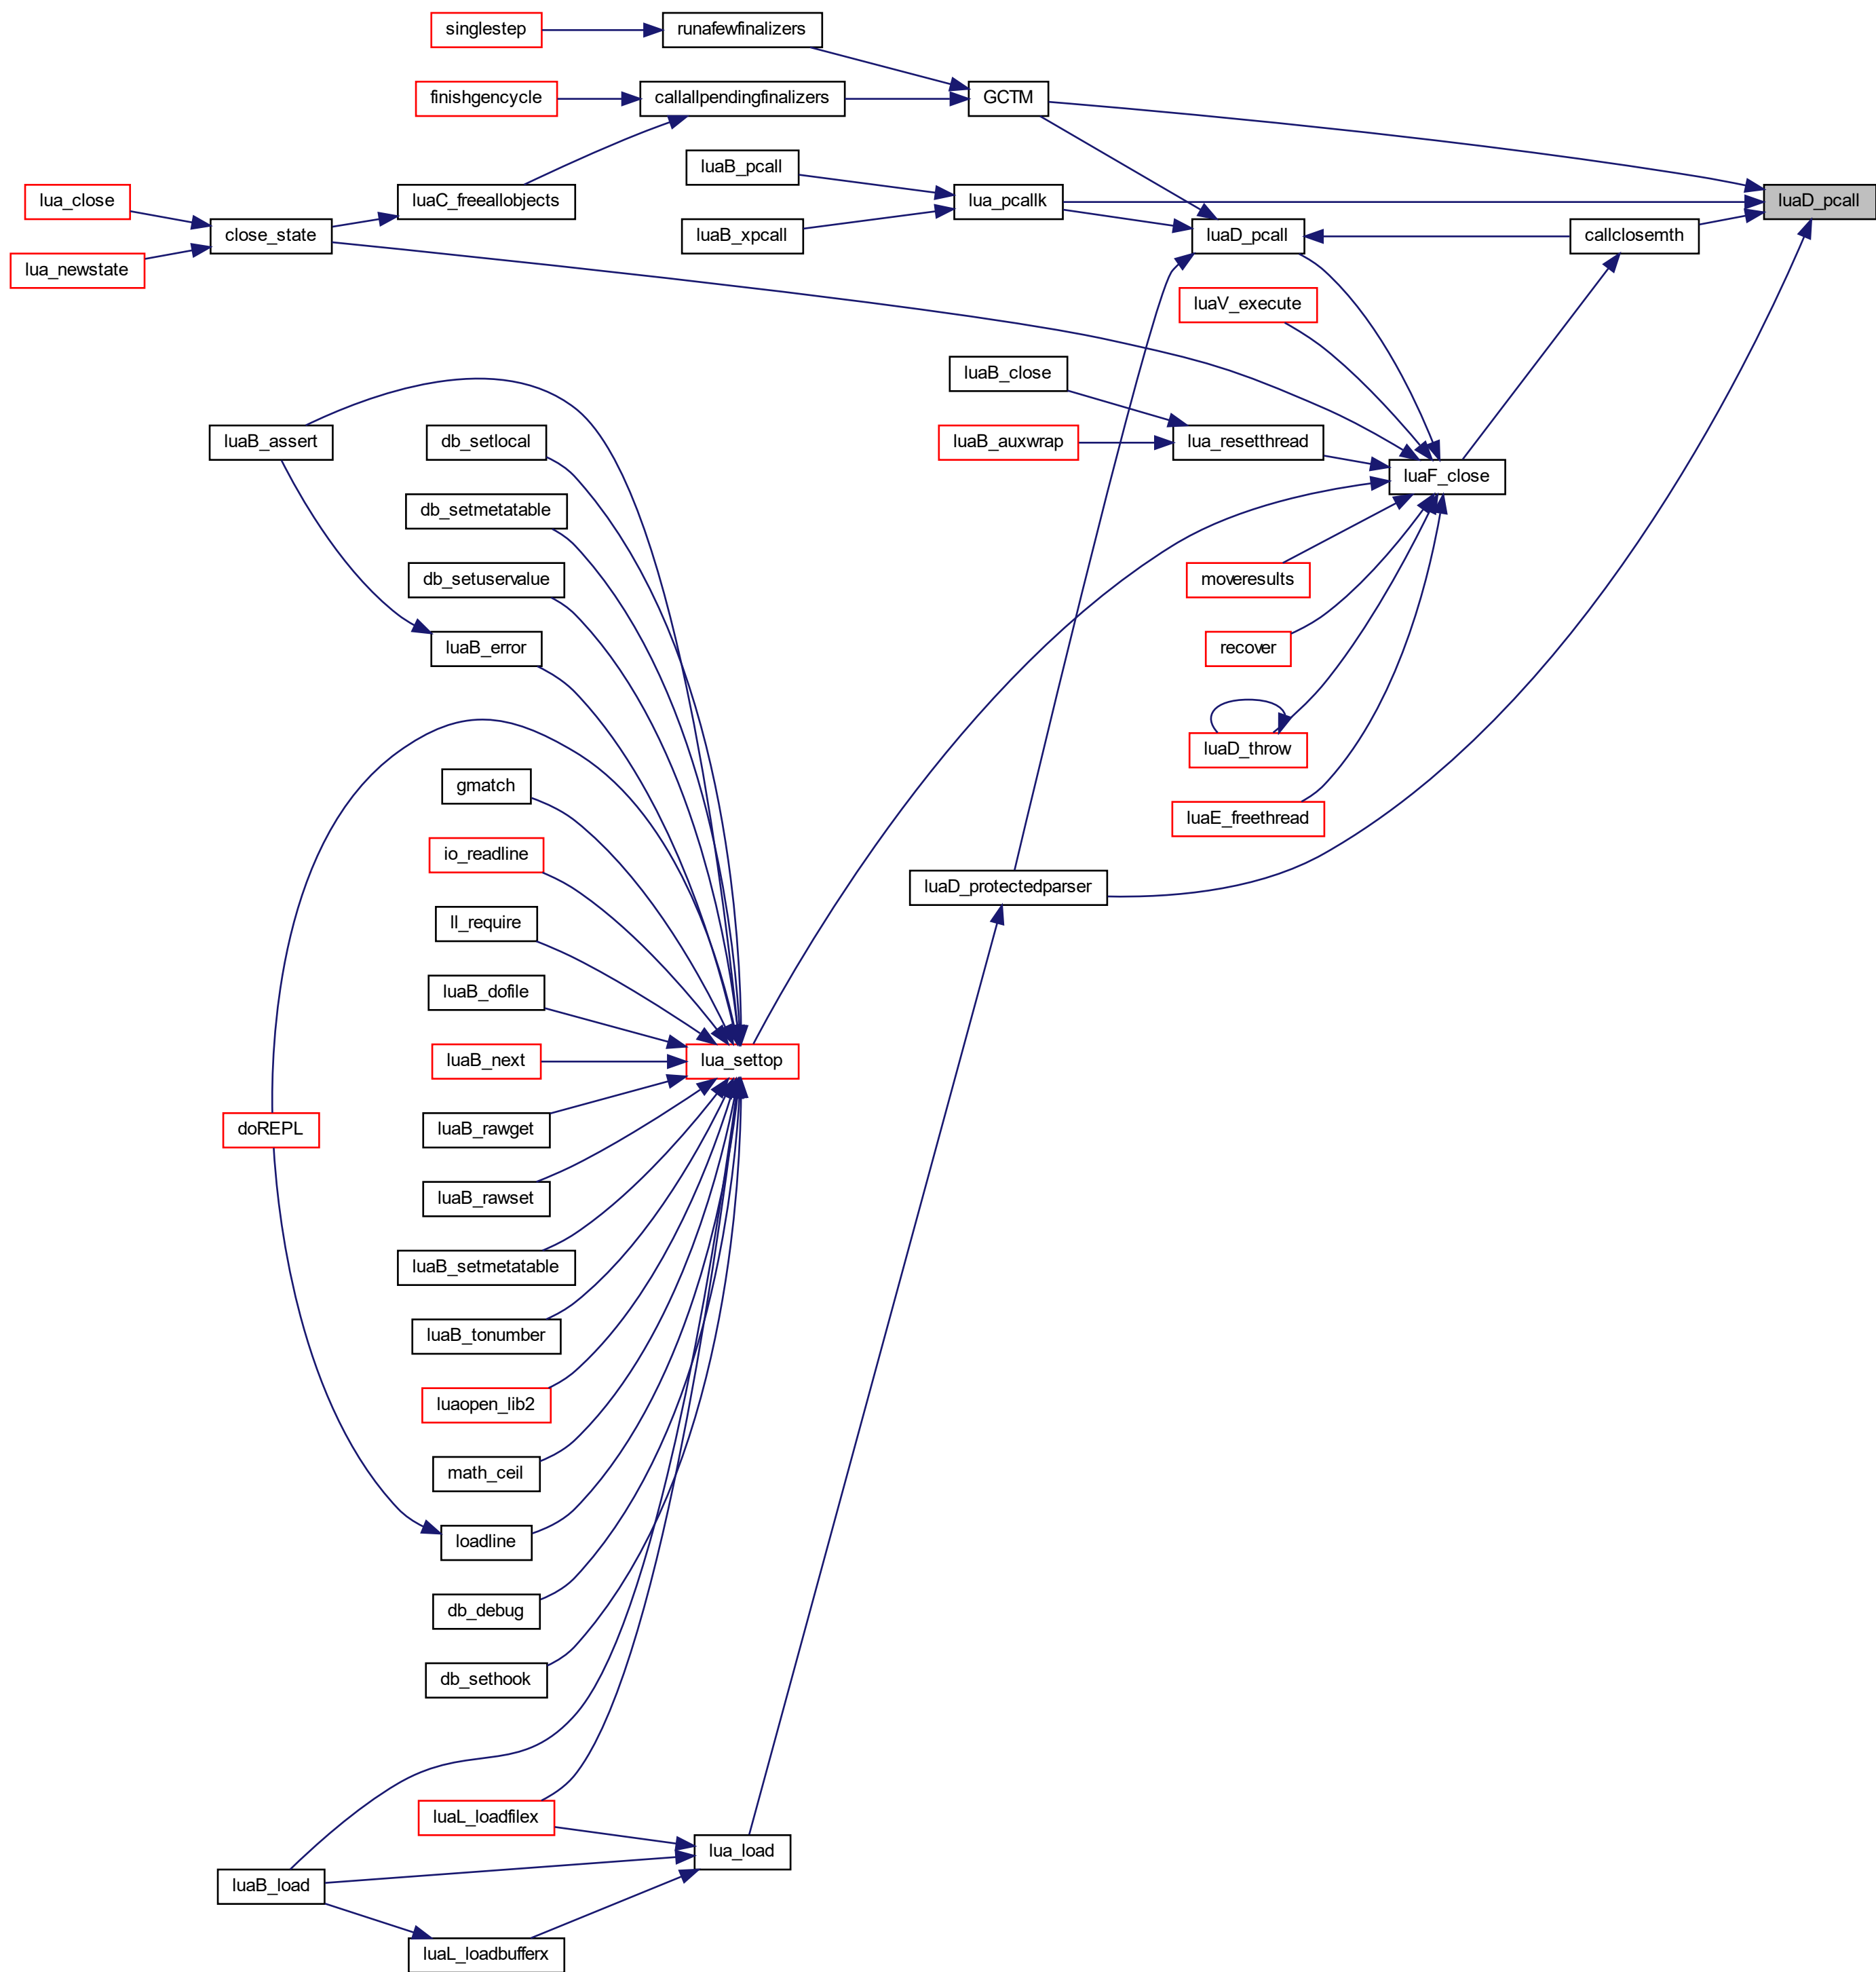 singlestep
runafewfinalizers
finishgencycle
callallpendingfinalizers
GCTM
luaB_pcall
lua_close
luaC_freeallobjects
lua_pcallk
luaD_pcall
close_state
luaB_xpcall
luaD_pcall
callclosemth
lua_newstate
luaV_execute
luaB_close
luaB_assert
db_setlocal
luaB_auxwrap
lua_resetthread
luaF_close
db_setmetatable
db_setuservalue
moveresults
luaB_error
recover
luaD_throw
gmatch
luaE_freethread
io_readline
luaD_protectedparser
ll_require
luaB_dofile
luaB_next
lua_settop
doREPL
luaB_rawget
luaB_rawset
luaB_setmetatable
luaB_tonumber
luaopen_lib2
math_ceil
loadline
db_debug
db_sethook
luaL_loadfilex
lua_load
luaB_load
luaL_loadbufferx